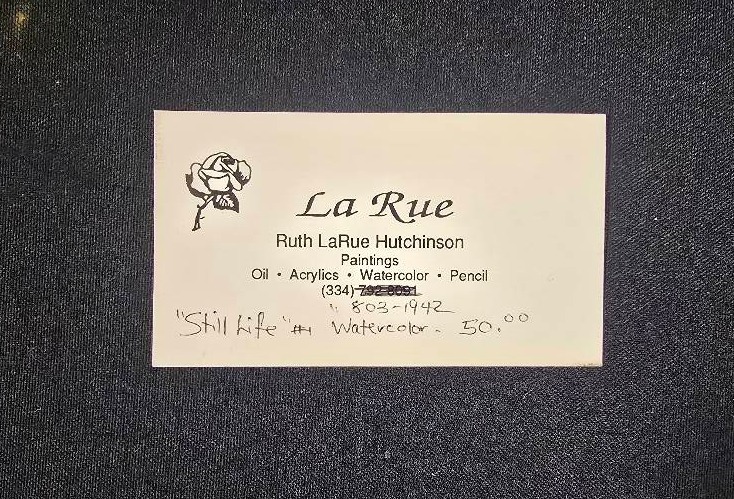 La Rue
Ruth LaRue Hutchinson
Paintings
Oil • Acrylics • Watercolor • Pencil
(334) 792-8091
" 803-1942
"Still Life" #1 Watercolor - 50.00